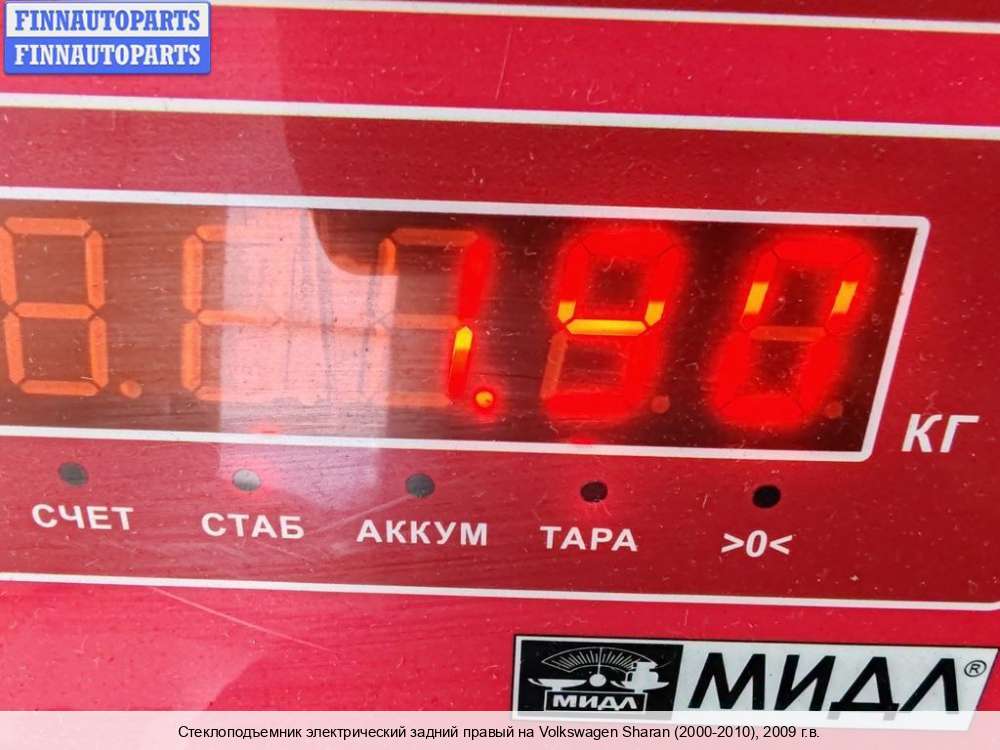 FINNAUTOPARTS
FINNAUTOPARTS
1.90
КГ
СЧЕТ СТАБ АККУМ ТАРА >0<
МИДЛ МИДЛ®
Стеклоподъемник электрический задний правый на Volkswagen Sharan (2000-2010), 2009 г.в.